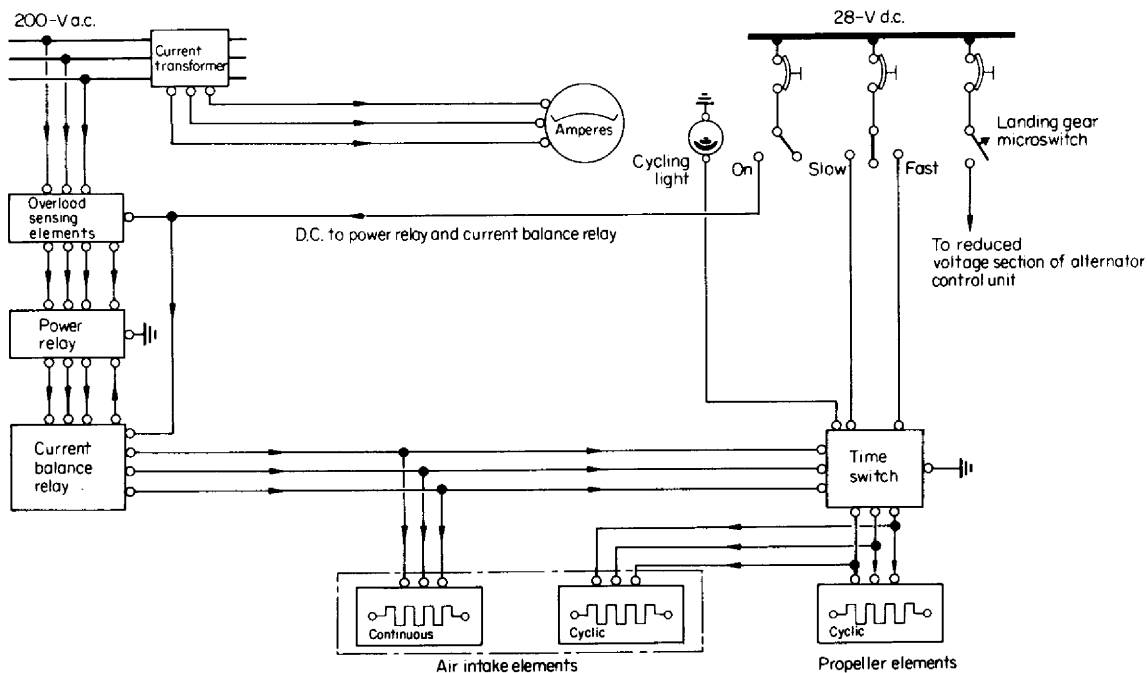 200-V a.c.
28-V d.c.
Current
transformer
Amperes
Cycling
light
On
Slow
Fast
Landing gear
microswitch
Overload
sensing
elements
D.C. to power relay and current balance relay
To reduced
voltage section of alternator
control unit
Power
relay
Current
balance
relay
Time
switch
Continuous
Cyclic
Cyclic
Air intake elements
Propeller elements